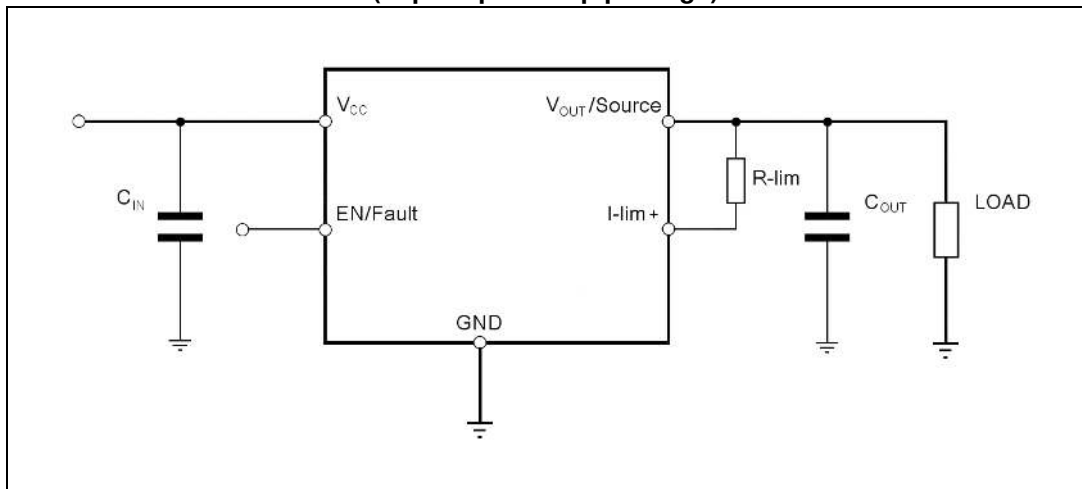 V_CC
V_OUT/Source
R-lim
C_IN
EN/Fault
I-lim+
C_OUT
LOAD
GND